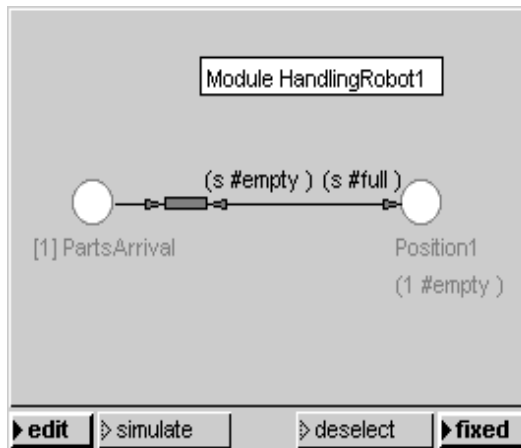 Module HandlingRobot1
(s #empty ) (s #full )
[1] PartsArrival
Position1
(1 #empty )
edit simulate deselect fixed